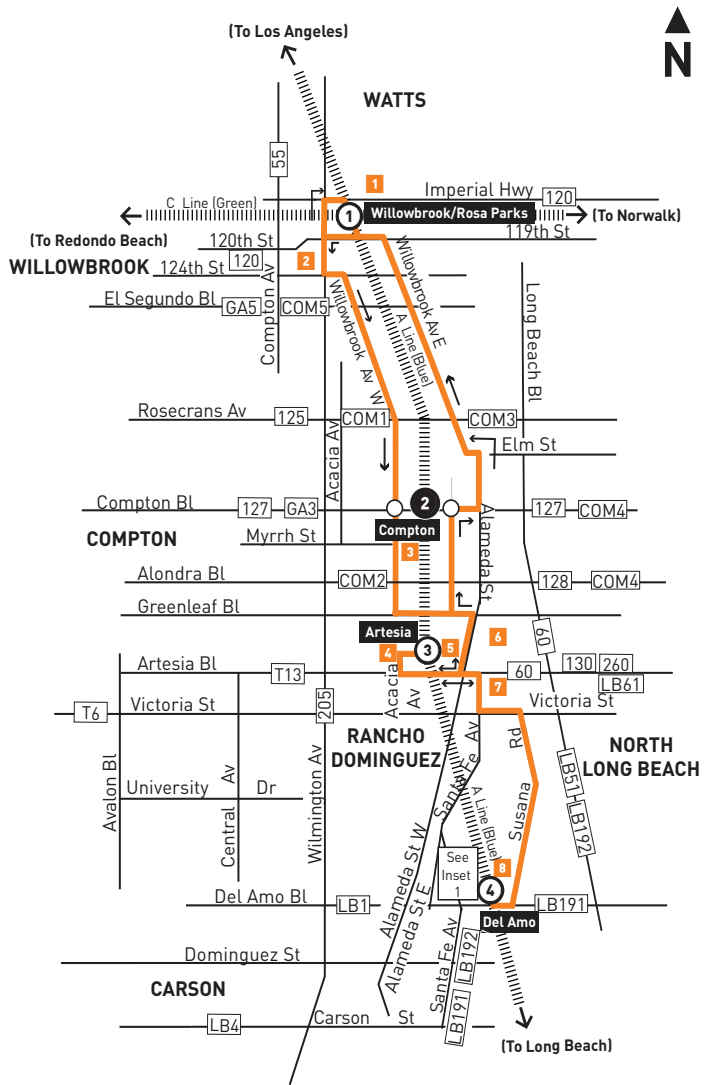 (To Los Angeles)
N
WATTS
55
1
Imperial Hwy
120
C Line (Green)
1
Willowbrook/Rosa Parks
(To Norwalk)
(To Redondo Beach)
120th St
119th St
WILLOWBROOK
120
2
124th St
El Segundo Bl
GA5
COM5
Compton Av
Willowbrook Av W
A Line (Blue)
Willowbrook Av E
Long Beach Bl
Rosecrans Av
125
COM1
COM3
Acacia Av
Elm St
Compton Bl
127
GA3
2
127
COM4
Compton
COMPTON
Myrrh St
3
Alameda St
Alondra Bl
COM2
128
COM4
Greenleaf Bl
Artesia
3
4
5
6
60
Artesia Bl
T13
60
130
260
LB61
7
Acacia Av
T6
Victoria St
205
Victoria St
RANCHO
DOMINGUEZ
NORTH
LONG BEACH
Avalon Bl
University Dr
Central Av
Wilmington Av
Santa Fe Av
Susana Rd
LB51-LB192
A Line (Blue)
See
Inset
1
8
4
Alameda St W
Alameda St E
Del Amo Bl
LB1
LB191
Del Amo
Santa Fe Av
LB191
LB192
Dominguez St
CARSON
LB4
Carson St
(To Long Beach)